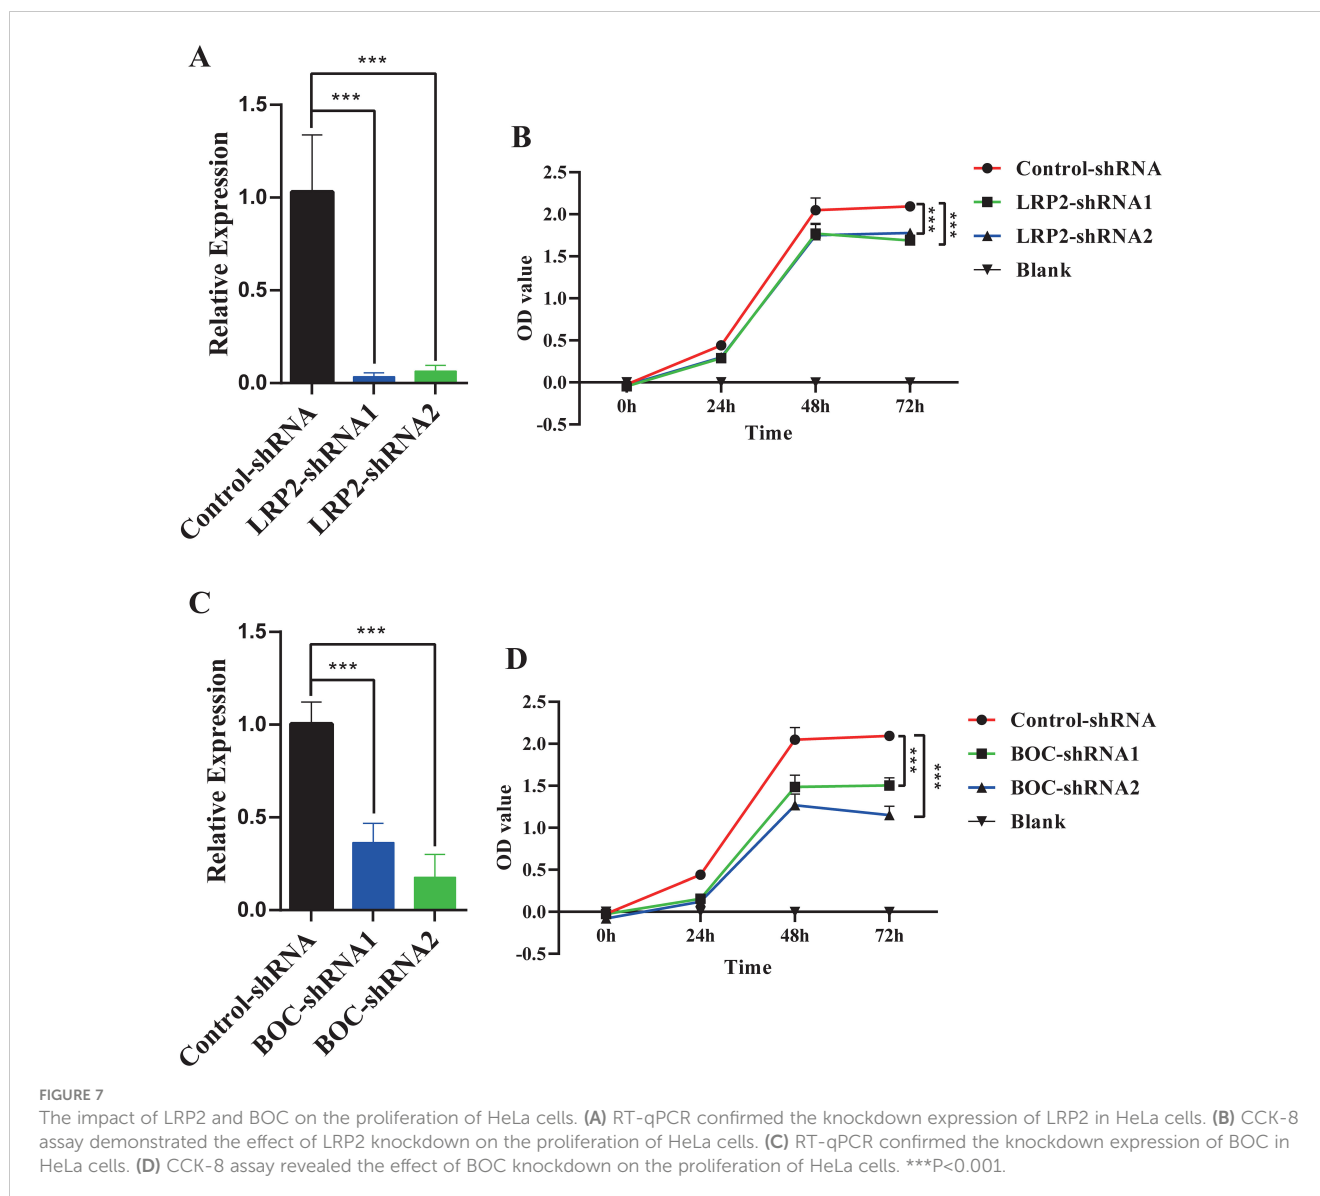 A
***
***
1.5
1.0
0.5
0.0
Relative Expression
Control-shRNA
LRP2-shRNA1
LRP2-shRNA2
B
2.5
2.0
1.5
1.0
0.5
0.0
-0.5
OD value
0h
24h
48h
72h
Time
***
***
Control-shRNA
LRP2-shRNA1
LRP2-shRNA2
Blank
C
***
***
1.5
1.0
0.5
0.0
Relative Expression
Control-shRNA
BOC-shRNA1
BOC-shRNA2
D
2.5
2.0
1.5
1.0
0.5
0.0
-0.5
OD value
0h
24h
48h
72h
Time
***
***
Control-shRNA
BOC-shRNA1
BOC-shRNA2
Blank
FIGURE 7
The impact of LRP2 and BOC on the proliferation of HeLa cells. (A) RT-qPCR confirmed the knockdown expression of LRP2 in HeLa cells. (B) CCK-8
assay demonstrated the effect of LRP2 knockdown on the proliferation of HeLa cells. (C) RT-qPCR confirmed the knockdown expression of BOC in
HeLa cells. (D) CCK-8 assay revealed the effect of BOC knockdown on the proliferation of HeLa cells. ***P<0.001.